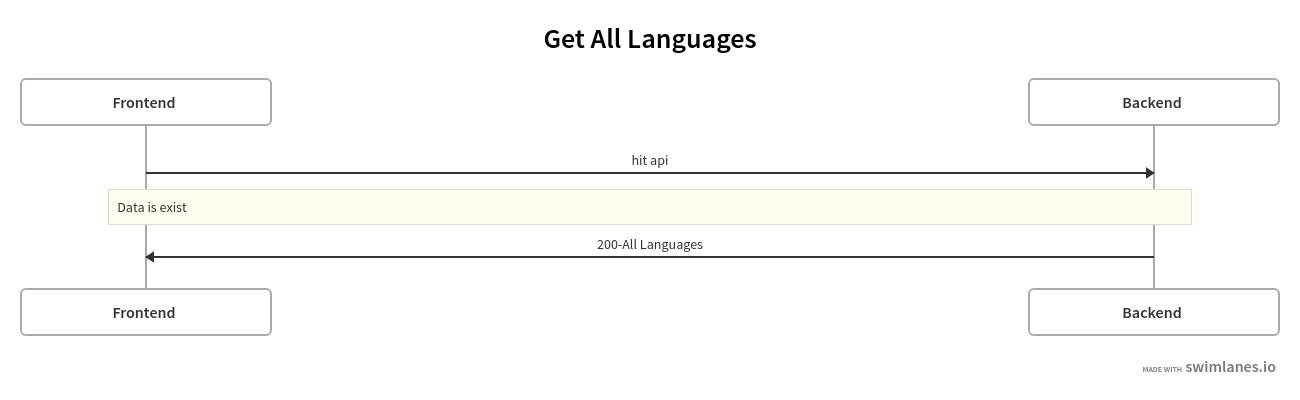 Get All Languages
Frontend
Backend
hit api
Data is exist
200-All Languages
Frontend
Backend
MADE WITH swimlanes.io